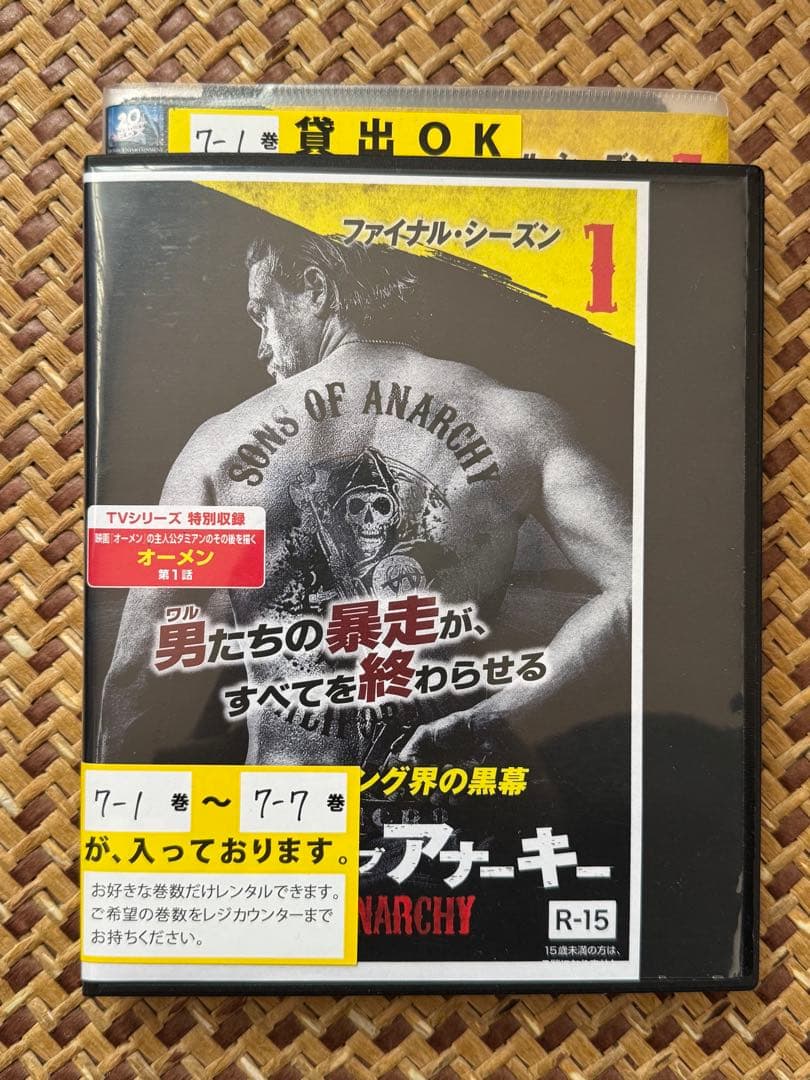 20
7-1 巻 貸出OK
ファイナル・シーズン
1
SONS OF ANARCHY
TVシリーズ 特別収録
映画「オーメン」の主人公ダミアンのその後を描く
オーメン
第1話
ワル
男たちの暴走が、
すべてを終わらせる
ング界の黒幕
7-1 巻 ～ 7-7 巻
が、入っております。
ブ アナーキー
お好きな巻数だけレンタルできます。
ご希望の巻数をレジカウンターまで
お持ちください。
ANARCHY
R-15
15歳未満の方は、